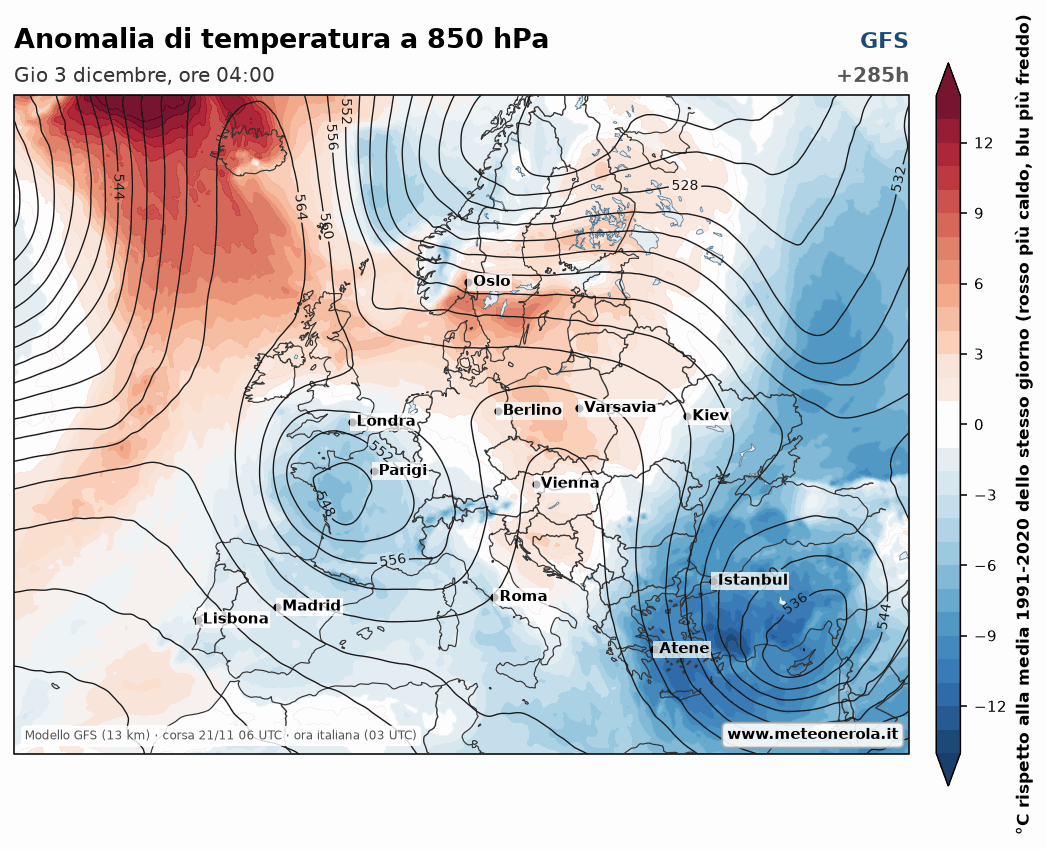 Anomalia di temperatura a 850 hPa
GFS
Gio 3 dicembre, ore 04:00
+285h
552
556
544
564
560
528
532
Oslo
Londra
Berlino
Varsavia
Kiev
552
Parigi
Vienna
548
556
Istanbul
536
544
Madrid
Roma
Lisbona
Atene
Modello GFS (13 km) · corsa 21/11 06 UTC · ora italiana (03 UTC)
www.meteonerola.it
12
9
6
3
0
−3
−6
−9
−12
°C rispetto alla media 1991-2020 dello stesso giorno (rosso più caldo, blu più freddo)